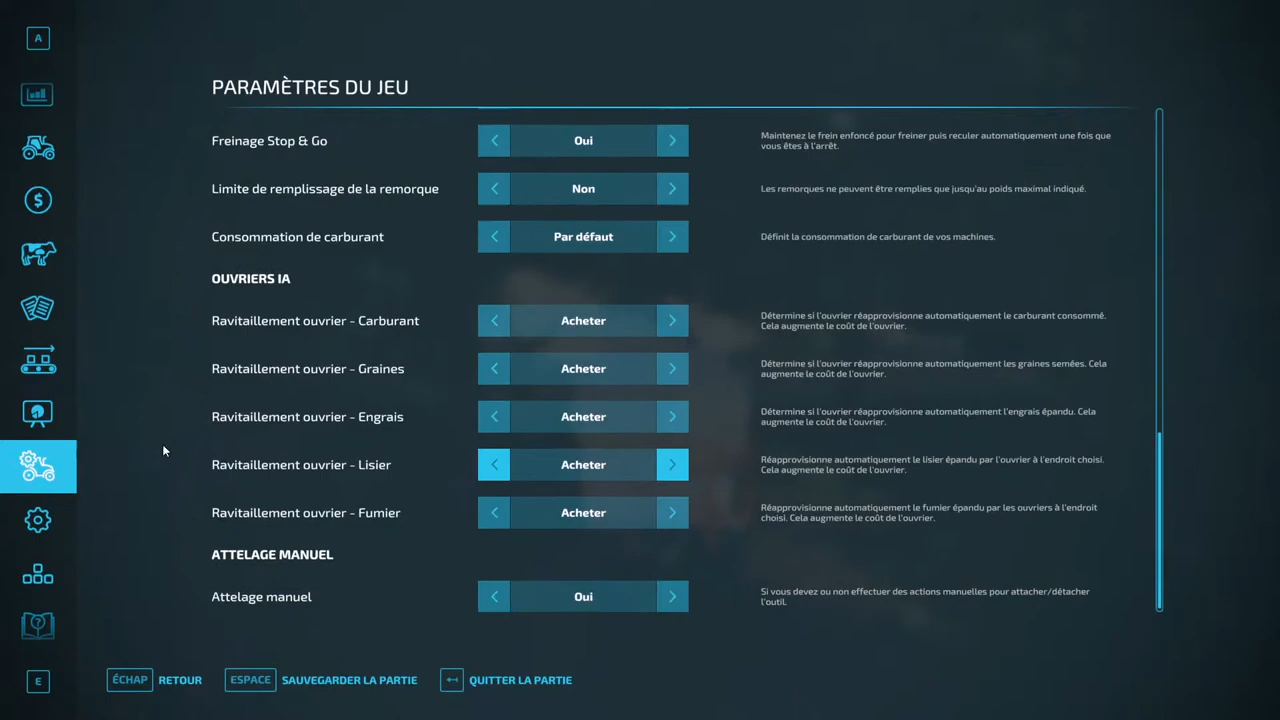 A
PARAMÈTRES DU JEU
Freinage Stop & Go
Oui
Maintenez le frein enfoncé pour freiner puis reculer automatiquement une fois que
vous êtes à l'arrêt.
Limite de remplissage de la remorque
Non
Les remorques ne peuvent être remplies que jusqu'au poids maximal indiqué.
Consommation de carburant
Par défaut
Définit la consommation de carburant de vos machines.
OUVRIERS IA
Ravitaillement ouvrier - Carburant
Acheter
Détermine si l'ouvrier réapprovisionne automatiquement le carburant consommé.
Cela augmente le coût de l'ouvrier.
Ravitaillement ouvrier - Graines
Acheter
Détermine si l'ouvrier réapprovisionne automatiquement les graines semées. Cela
augmente le coût de l'ouvrier.
Ravitaillement ouvrier - Engrais
Acheter
Détermine si l'ouvrier réapprovisionne automatiquement l'engrais épandu. Cela
augmente le coût de l'ouvrier.
Ravitaillement ouvrier - Lisier
Acheter
Réapprovisionne automatiquement le lisier épandu par l'ouvrier à l'endroit choisi.
Cela augmente le coût de l'ouvrier.
Ravitaillement ouvrier - Fumier
Acheter
Réapprovisionne automatiquement le fumier épandu par les ouvriers à l'endroit
choisi. Cela augmente le coût de l'ouvrier.
ATTELAGE MANUEL
Attelage manuel
Oui
Si vous devez ou non effectuer des actions manuelles pour attacher/détacher
l'outil.
E
ÉCHAP RETOUR ESPACE SAUVEGARDER LA PARTIE QUITTER LA PARTIE